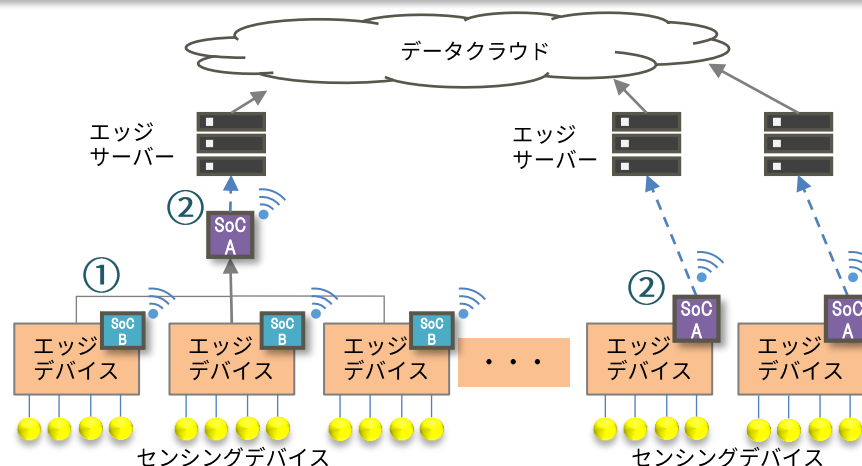 データクラウド
エッジ
サーバー
エッジ
サーバー
②
SoC
A
①
②
SoC
B
SoC
B
SoC
B
SoC
A
SoC
A
エッジ
デバイス
エッジ
デバイス
エッジ
デバイス
・・・
エッジ
デバイス
エッジ
デバイス
センシングデバイス
センシングデバイス